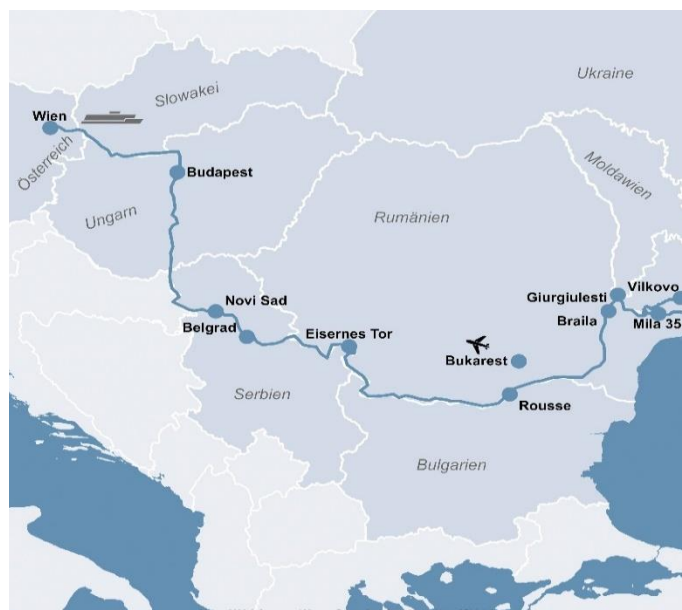 Ukraine
Slowakei
Wien
Österreich
Moldawien
Budapest
Ungarn
Rumänien
Vilkovo
Giurgiulesti
Novi Sad
Braila
Mila 35
Belgrad
Eisernes Tor
Bukarest
Serbien
Rousse
Bulgarien